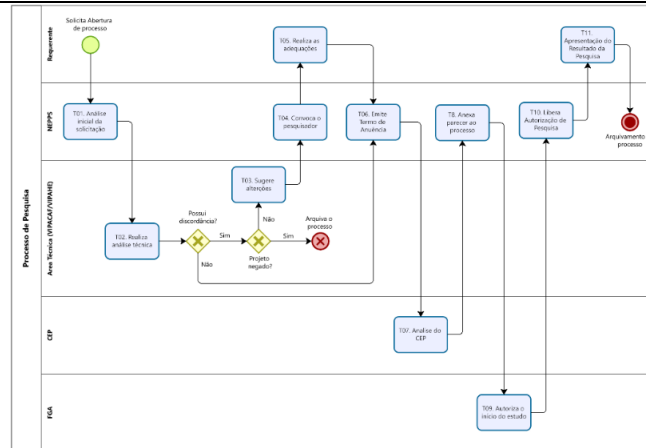 Processo de Pesquisa
Requerente
Solicita Abertura
de processo
T05. Realiza as
adequações
T11.
Apresentação do
Resultado da
Pesquisa
NEPPS
T01. Análise
inicial da
solicitação
T04. Convoca o
pesquisador
T06. Emite
Termo de
Anuência
T8. Anexa
parecer ao
processo
T10. Libera
Autorização de
Pesquisa
Arquivamento
processo
Área Técnica (VIPACAF/VIPAHE)
T02. Realiza
análise técnica
Possui
discordância?
Sim
Não
T03. Sugere
alterções
Não
Projeto
negado?
Sim
Arquiva o
processo
CEP
T07. Analise do
CEP
FGA
T09. Autoriza o
início do estudo